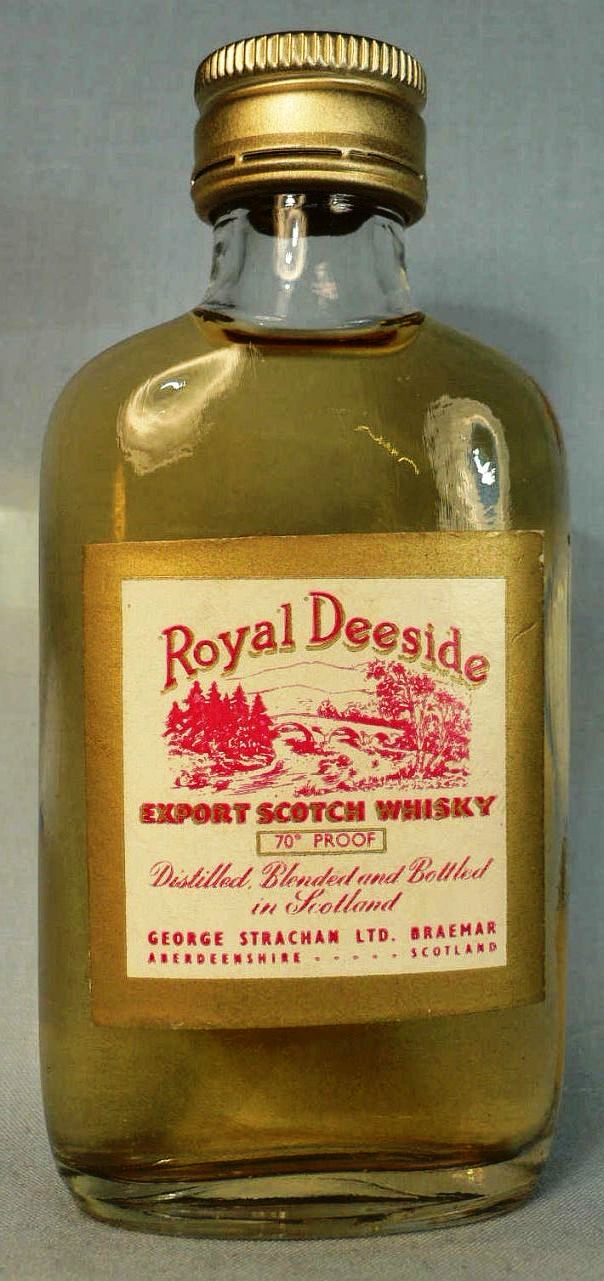 Royal Deeside
EXPORT SCOTCH WHISKY
70° PROOF
Distilled, Blended and Bottled
in Scotland
GEORGE STRACHAN LTD. BRAEMAR
ABERDEENSHIRE - - - - - SCOTLAND